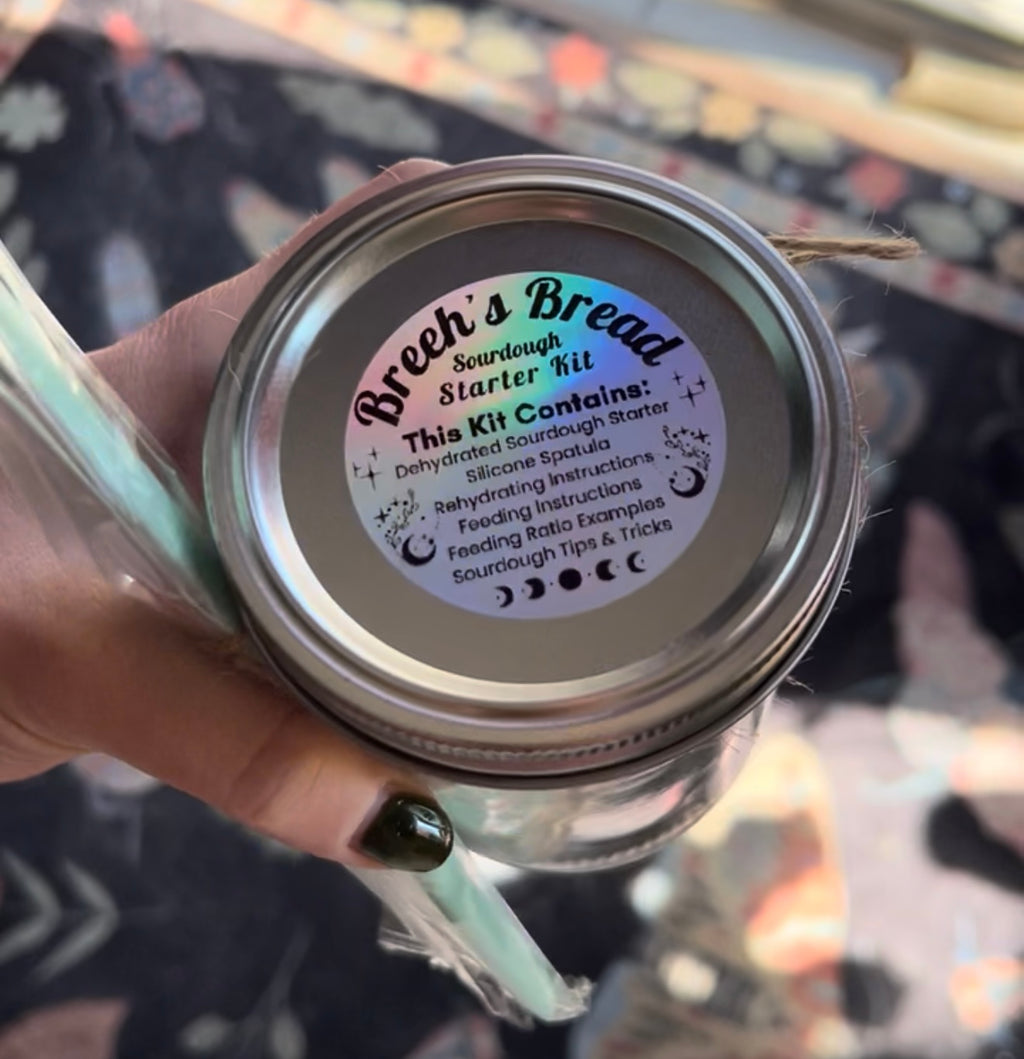 Breeh's Bread
Sourdough
Starter Kit
This Kit Contains:
Dehydrated Sourdough Starter
Silicone Spatula
Rehydrating Instructions
Feeding Instructions
Feeding Ratio Examples
Sourdough Tips & Tricks